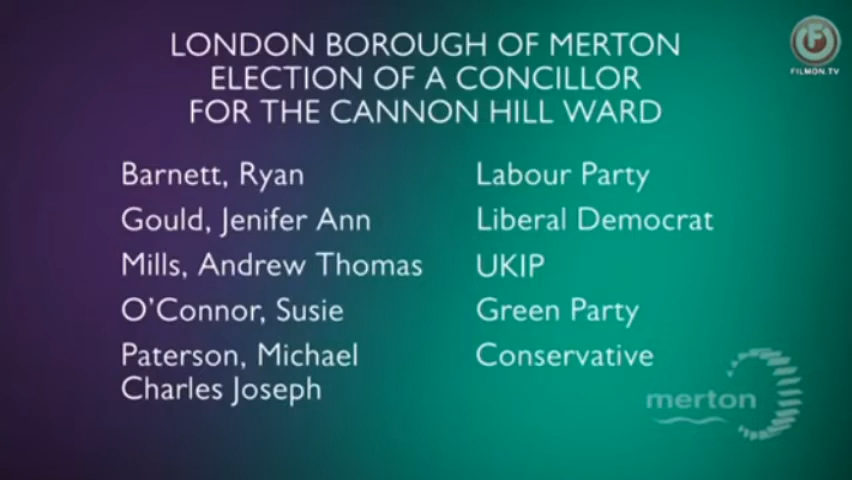 LONDON BOROUGH OF MERTON
ELECTION OF A CONCILLOR
FOR THE CANNON HILL WARD
Barnett, Ryan Labour Party
Gould, Jenifer Ann Liberal Democrat
Mills, Andrew Thomas UKIP
O'Connor, Susie Green Party
Paterson, Michael Conservative
Charles Joseph
merton
F
FILMON.TV